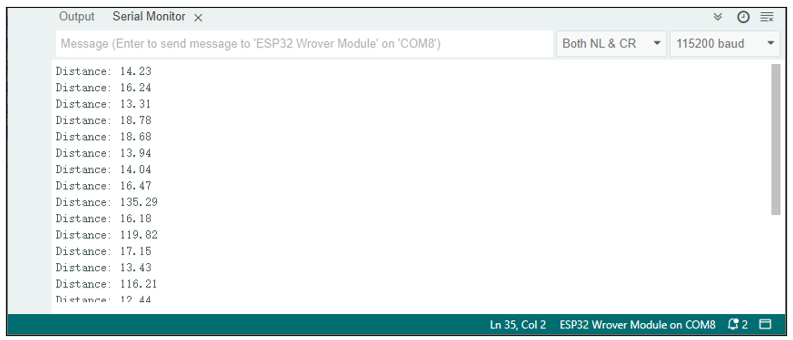 Output Serial Monitor
Message (Enter to send message to 'ESP32 Wrover Module' on 'COM8') Both NL & CR 115200 baud
Distance: 14.23
Distance: 16.24
Distance: 13.31
Distance: 18.78
Distance: 18.68
Distance: 13.94
Distance: 14.04
Distance: 16.47
Distance: 135.29
Distance: 16.18
Distance: 119.82
Distance: 17.15
Distance: 13.43
Distance: 116.21
Distance: 12.44
Ln 35, Col 2 ESP32 Wrover Module on COM8 2